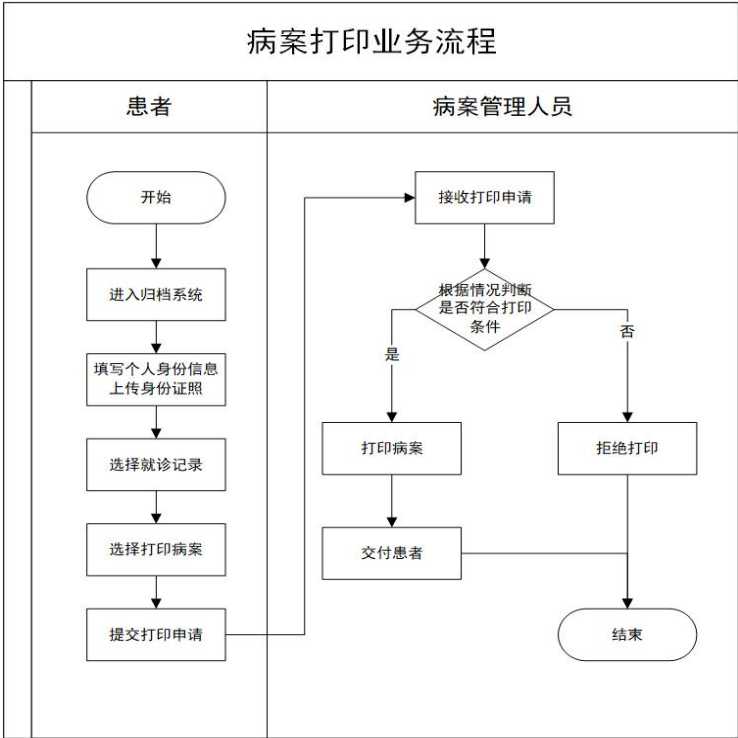 病案打印业务流程
患者
病案管理人员
开始
进入归档系统
填写个人身份信息
上传身份证照
选择就诊记录
选择打印病案
提交打印申请
接收打印申请
根据情况判断
是否符合打印
条件
是
否
打印病案
拒绝打印
交付患者
结束